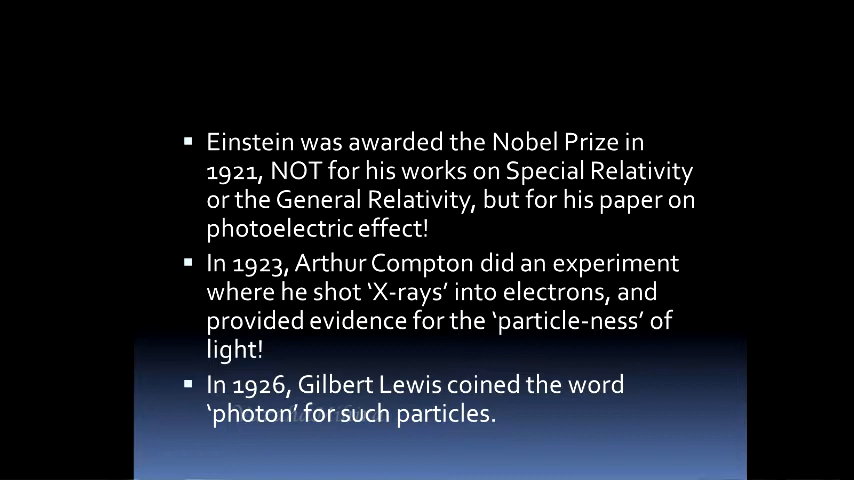 ▪ Einstein was awarded the Nobel Prize in
1921, NOT for his works on Special Relativity
or the General Relativity, but for his paper on
photoelectric effect!
▪ In 1923, Arthur Compton did an experiment
where he shot ‘X-rays’ into electrons, and
provided evidence for the ‘particle-ness’ of
light!
▪ In 1926, Gilbert Lewis coined the word
‘photon’ for such particles.